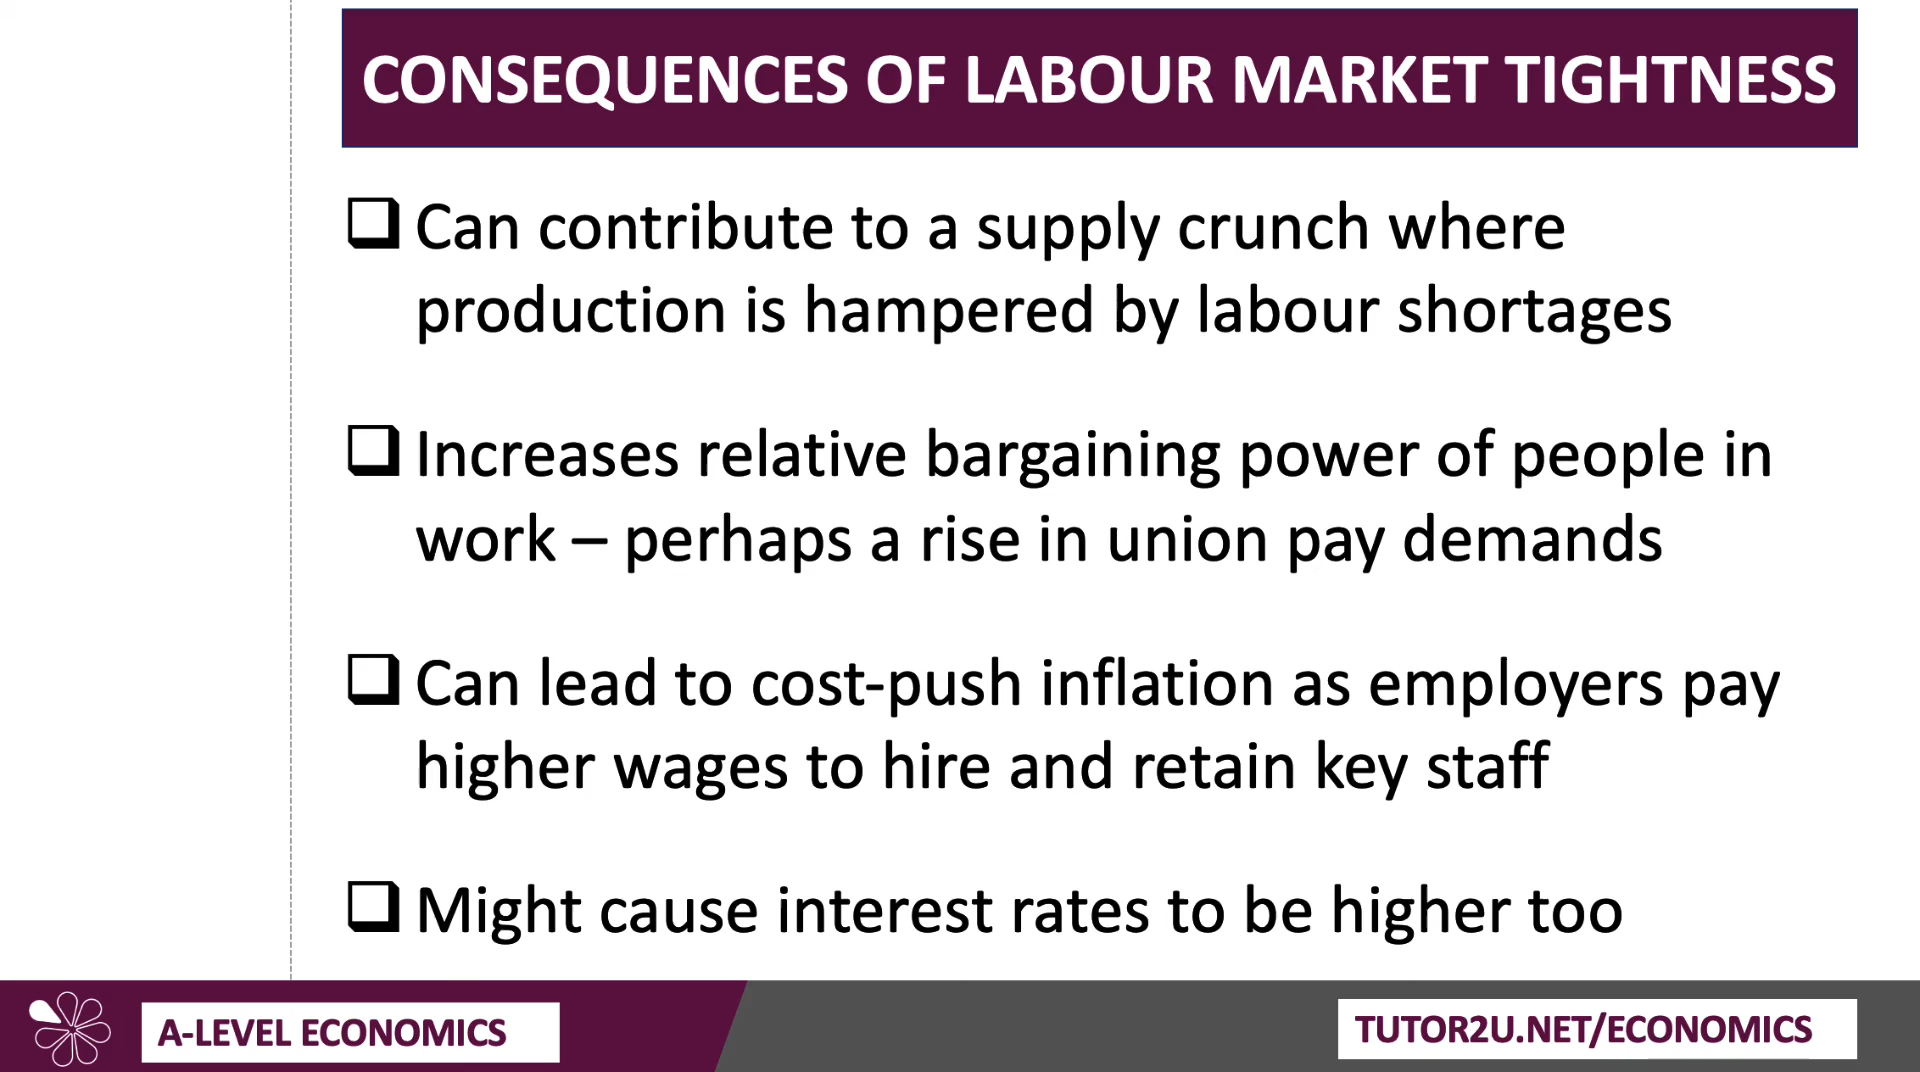 CONSEQUENCES OF LABOUR MARKET TIGHTNESS
Can contribute to a supply crunch where
production is hampered by labour shortages
Increases relative bargaining power of people in
work – perhaps a rise in union pay demands
Can lead to cost-push inflation as employers pay
higher wages to hire and retain key staff
Might cause interest rates to be higher too
A-LEVEL ECONOMICS
TUTOR2U.NET/ECONOMICS